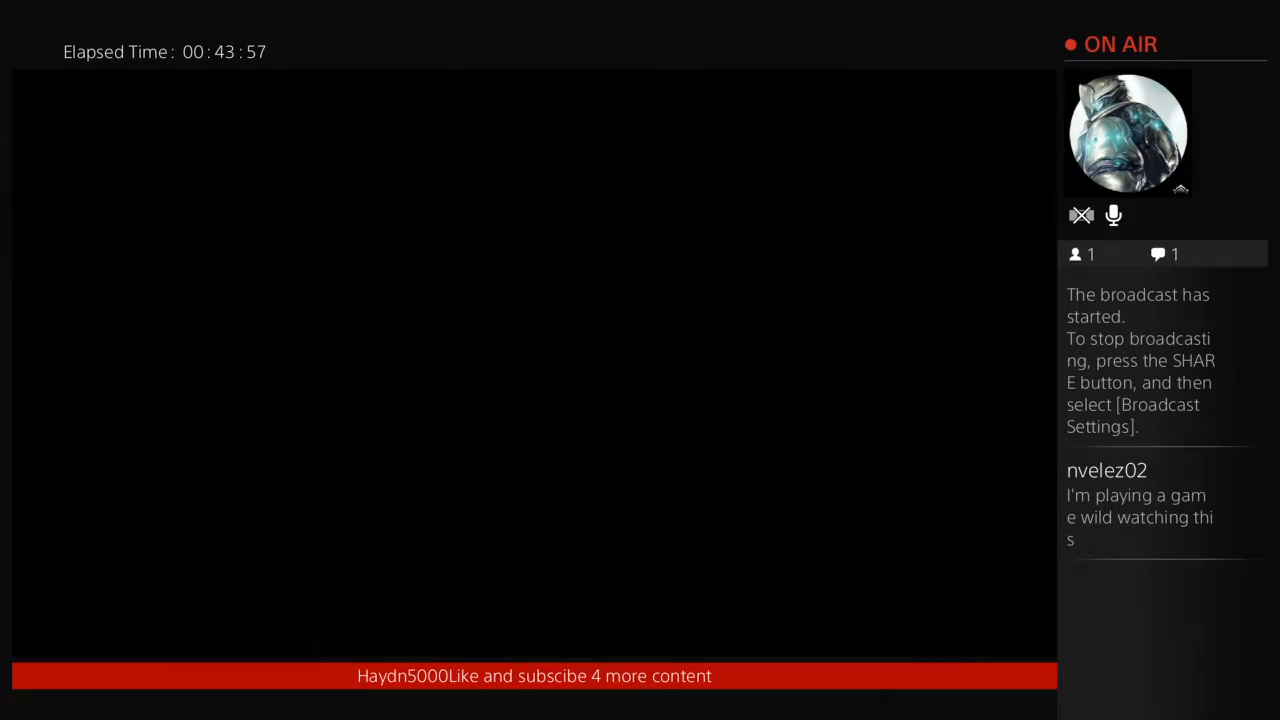 Elapsed Time: 00:43:57
ON AIR
1 1
The broadcast has
started.
To stop broadcasti
ng, press the SHAR
E button, and then
select [Broadcast
Settings].
nvelez02
I'm playing a gam
e wild watching thi
s
Haydn5000Like and subscibe 4 more content